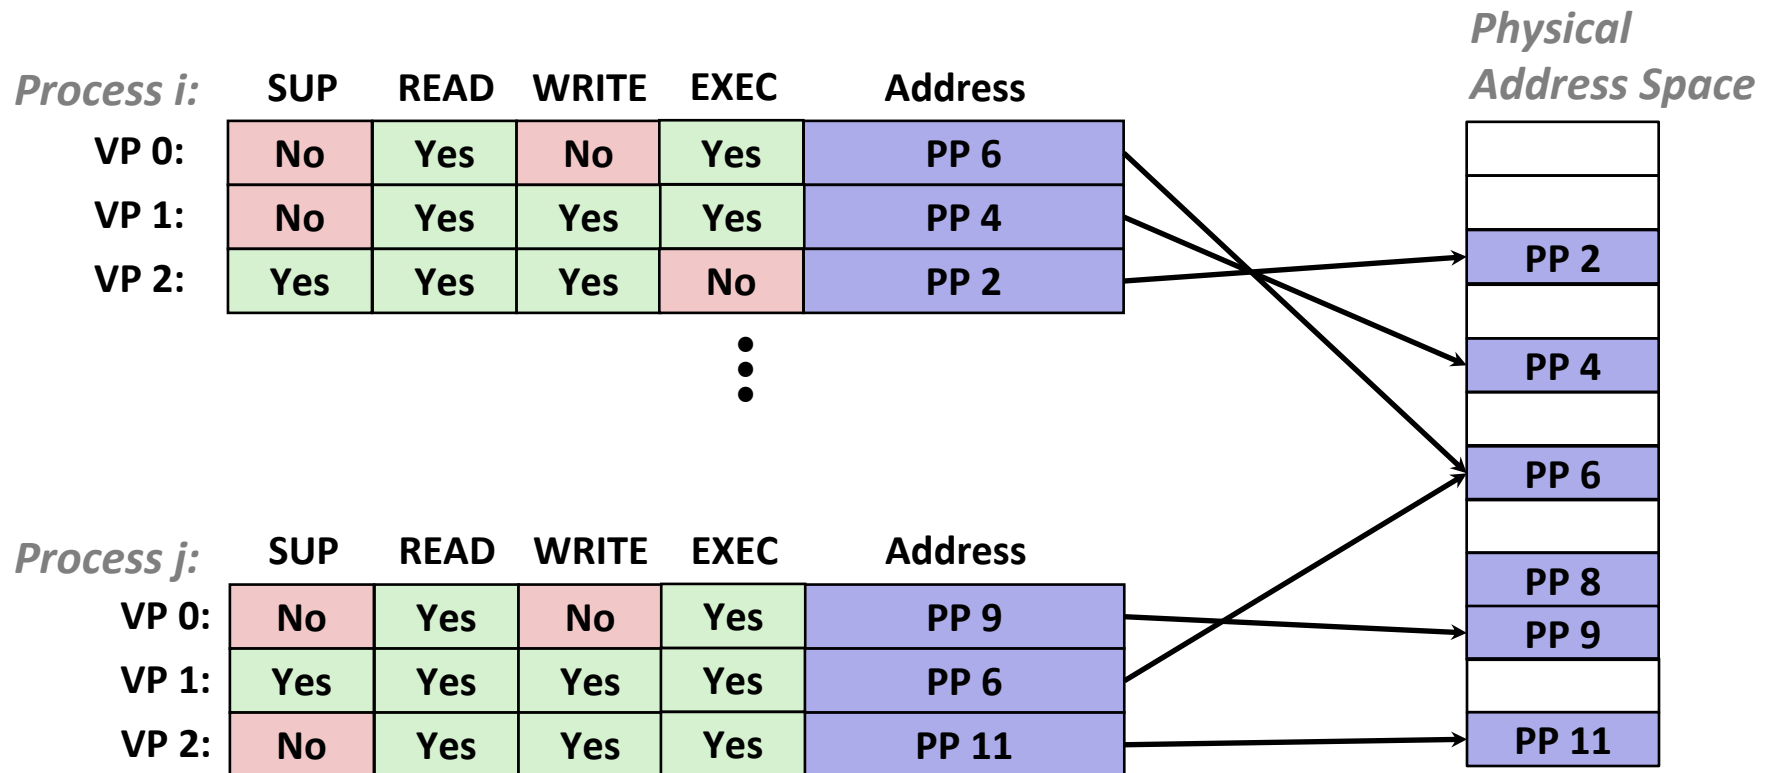 Physical
Address Space
Process i: SUP READ WRITE EXEC Address
VP 0: No Yes No Yes PP 6
VP 1: No Yes Yes Yes PP 4
VP 2: Yes Yes Yes No PP 2
PP 2
PP 4
PP 6
PP 8
PP 9
PP 11
Process j: SUP READ WRITE EXEC Address
VP 0: No Yes No Yes PP 9
VP 1: Yes Yes Yes Yes PP 6
VP 2: No Yes Yes Yes PP 11